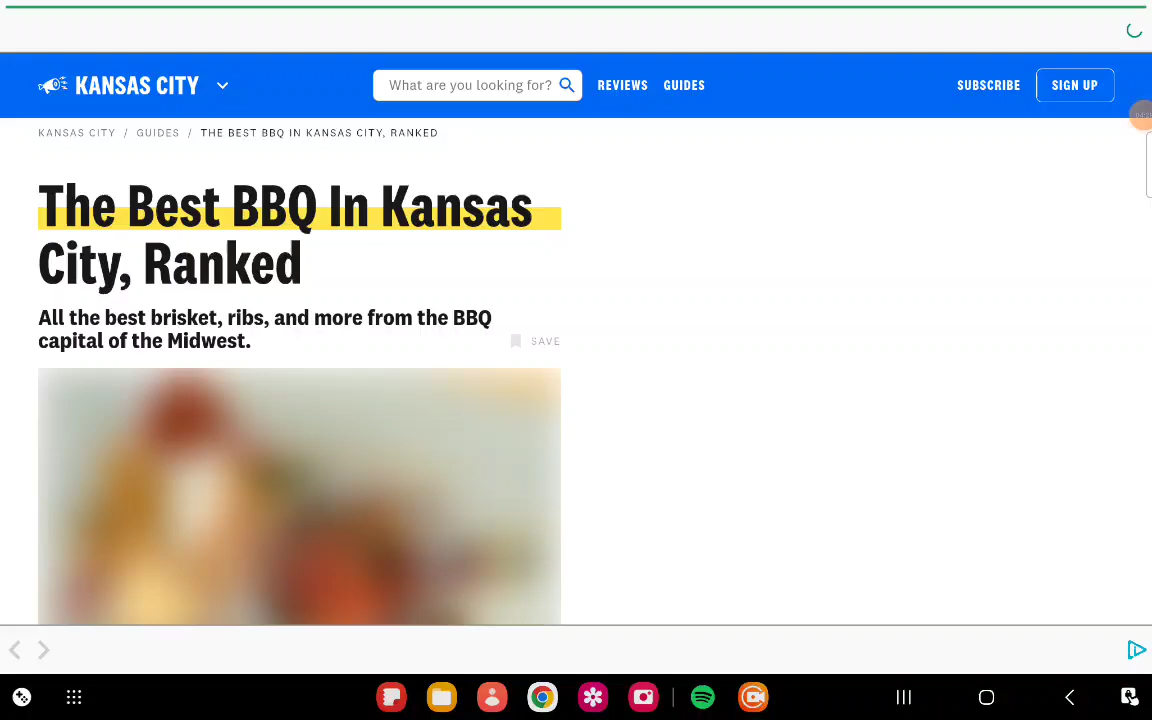 KANSAS CITY
What are you looking for?
REVIEWS
GUIDES
SUBSCRIBE
SIGN UP
KANSAS CITY / GUIDES / THE BEST BBQ IN KANSAS CITY, RANKED
The Best BBQ In Kansas
City, Ranked
All the best brisket, ribs, and more from the BBQ
capital of the Midwest.
SAVE